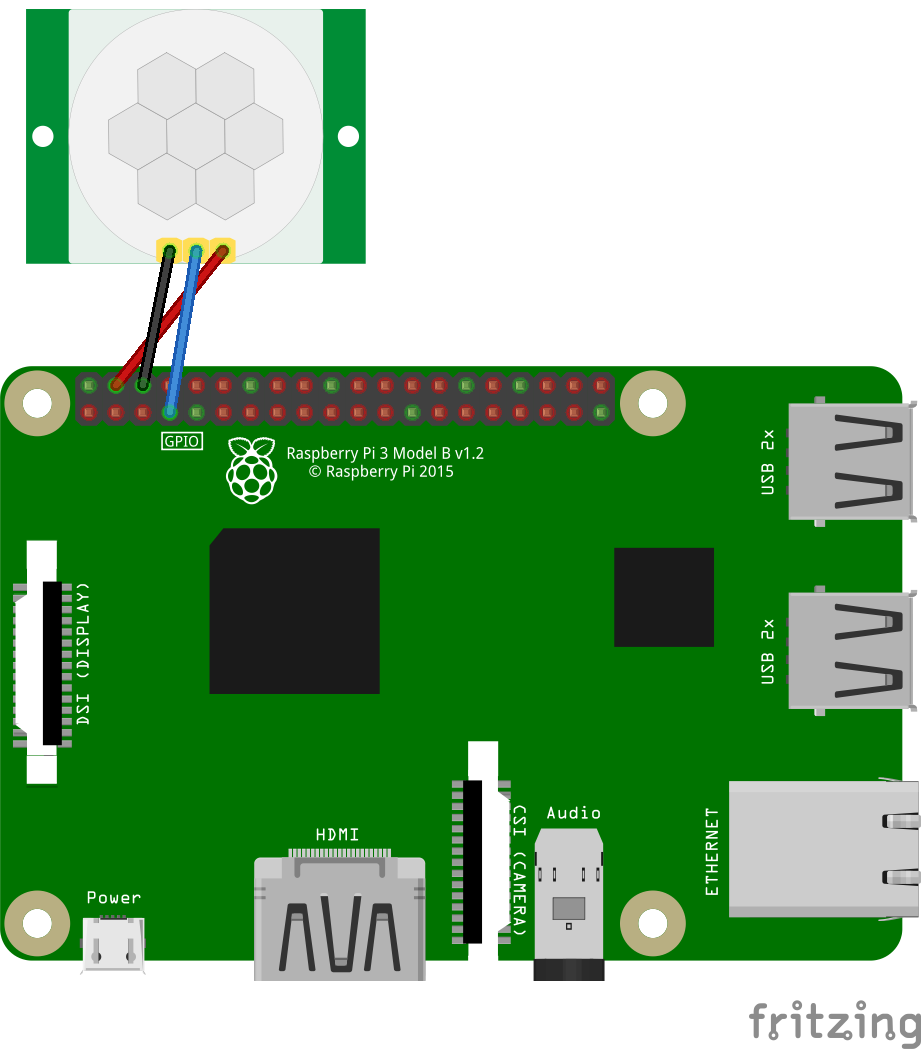 GPIO
Raspberry Pi 3 Model B v1.2
© Raspberry Pi 2015
USB 2x
DSI (DISPLAY)
USB 2x
CSI (CAMERA)
Audio
ETHERNET
HDMI
Power
fritzing